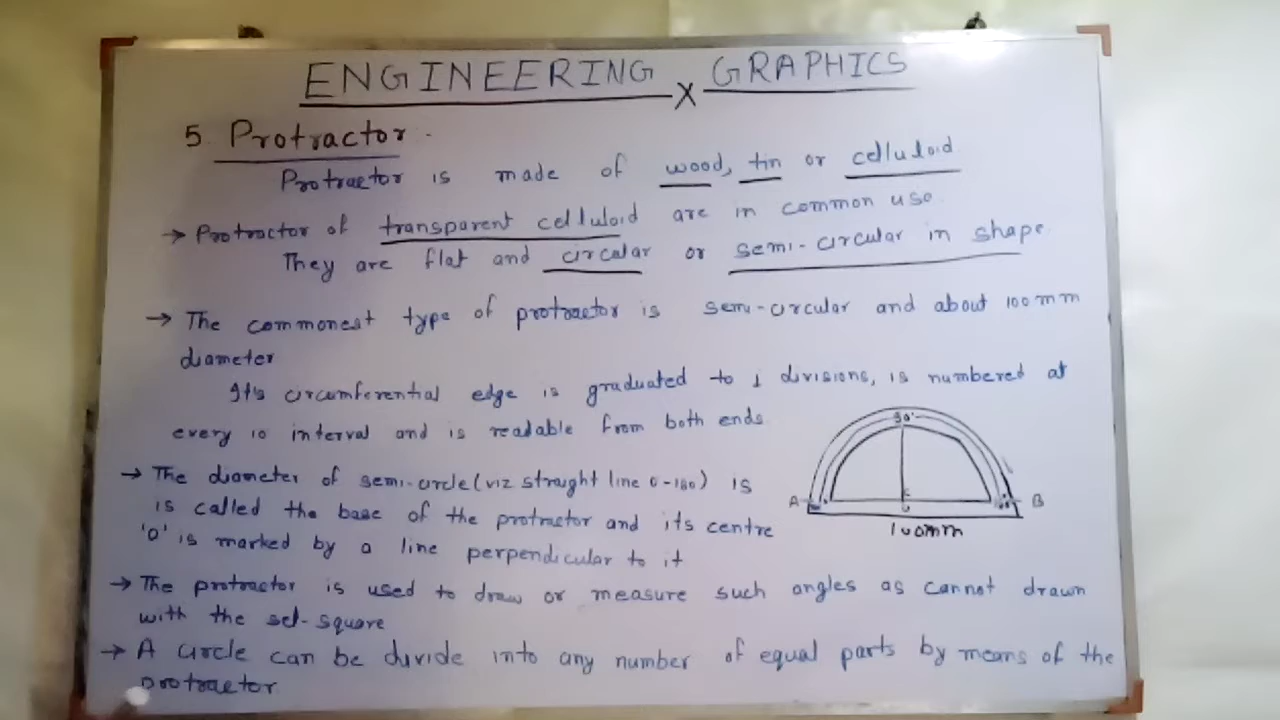 ENGINEERING X GRAPHICS
5. Protractor.
Protractor is made of wood, tin or celluloid
→ Protractor of transparent celluloid are in common use.
They are flat and circular or semi-circular in shape.
→ The commonest type of protractor is semi-circular and about 100mm
diameter
It's circumferential edge is graduated to 1 divisions, is numbered at
every 10 interval and is readable from both ends
→ The diameter of semi-circle (viz straight line 0-180) is
is called the base of the protractor and its centre
'O' is marked by a line perpendicular to it
→ The protractor is used to draw or measure such angles as cannot drawn
with the set-square
→ A circle can be divide into any number of equal parts by means of the
protractor
90°
A
B
100mm